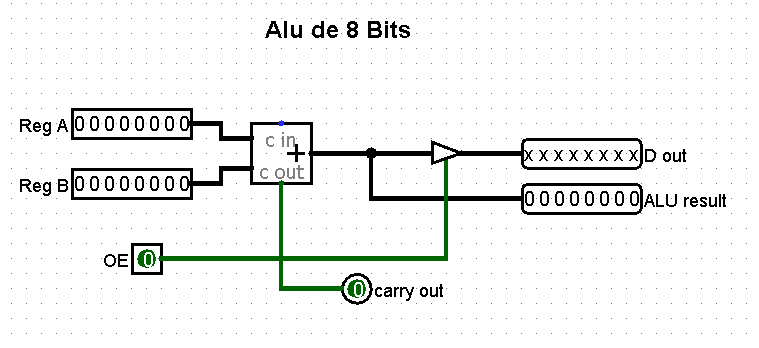 Alu de 8 Bits
Reg A 00000000
c in
+
c out
Reg B 00000000
xxxxxxxx D out
00000000 ALU result
OE 0
0 carry out